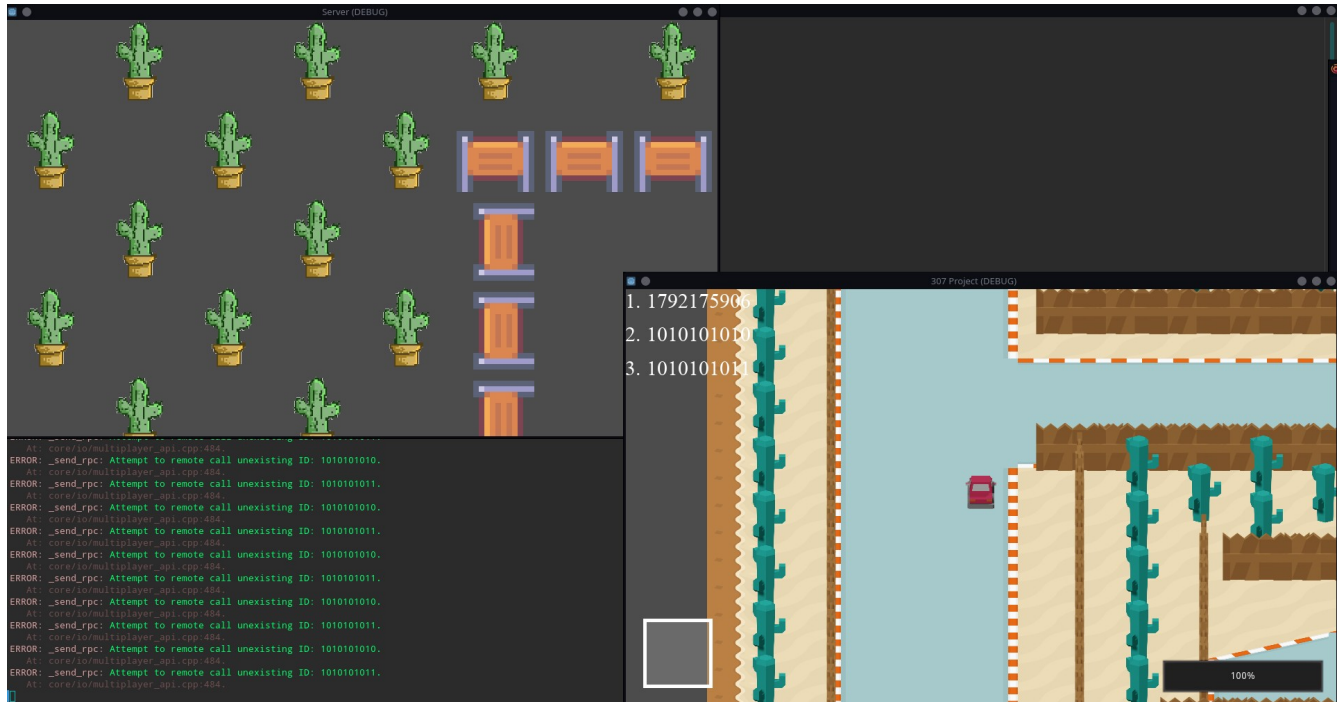 Server (DEBUG)
307 Project (DEBUG)
1. 1792175906
2. 1010101010
3. 1010101011
100%
At: core/io/multiplayer_api.cpp:484.
ERROR: _send_rpc: Attempt to remote call unexisting ID: 1010101010.
At: core/io/multiplayer_api.cpp:484.
ERROR: _send_rpc: Attempt to remote call unexisting ID: 1010101011.
At: core/io/multiplayer_api.cpp:484.
ERROR: _send_rpc: Attempt to remote call unexisting ID: 1010101010.
At: core/io/multiplayer_api.cpp:484.
ERROR: _send_rpc: Attempt to remote call unexisting ID: 1010101011.
At: core/io/multiplayer_api.cpp:484.
ERROR: _send_rpc: Attempt to remote call unexisting ID: 1010101010.
At: core/io/multiplayer_api.cpp:484.
ERROR: _send_rpc: Attempt to remote call unexisting ID: 1010101011.
At: core/io/multiplayer_api.cpp:484.
ERROR: _send_rpc: Attempt to remote call unexisting ID: 1010101010.
At: core/io/multiplayer_api.cpp:484.
ERROR: _send_rpc: Attempt to remote call unexisting ID: 1010101011.
At: core/io/multiplayer_api.cpp:484.
ERROR: _send_rpc: Attempt to remote call unexisting ID: 1010101010.
At: core/io/multiplayer_api.cpp:484.
ERROR: _send_rpc: Attempt to remote call unexisting ID: 1010101011.
At: core/io/multiplayer_api.cpp:484.